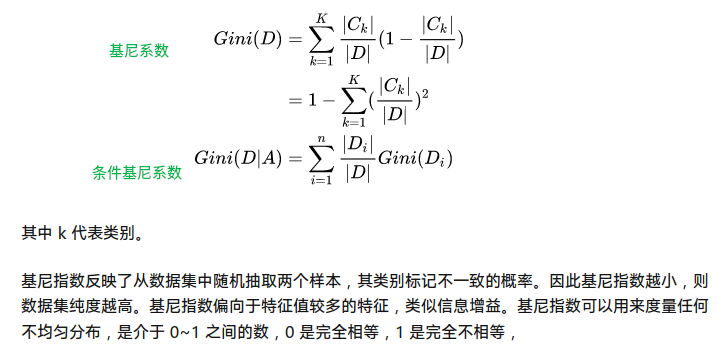 基尼系数 Gini(D) = \sum_{k=1}^{K} \frac{|C_k|}{|D|} (1 - \frac{|C_k|}{|D|})
= 1 - \sum_{k=1}^{K} (\frac{|C_k|}{|D|})^2
条件基尼系数 Gini(D|A) = \sum_{i=1}^{n} \frac{|D_i|}{|D|} Gini(D_i)
其中 k 代表类别。
基尼指数反映了从数据集中随机抽取两个样本，其类别标记不一致的概率。因此基尼指数越小，则
数据集纯度越高。基尼指数偏向于特征值较多的特征，类似信息增益。基尼指数可以用来度量任何
不均匀分布，是介于 0~1 之间的数，0 是完全相等，1 是完全不相等，